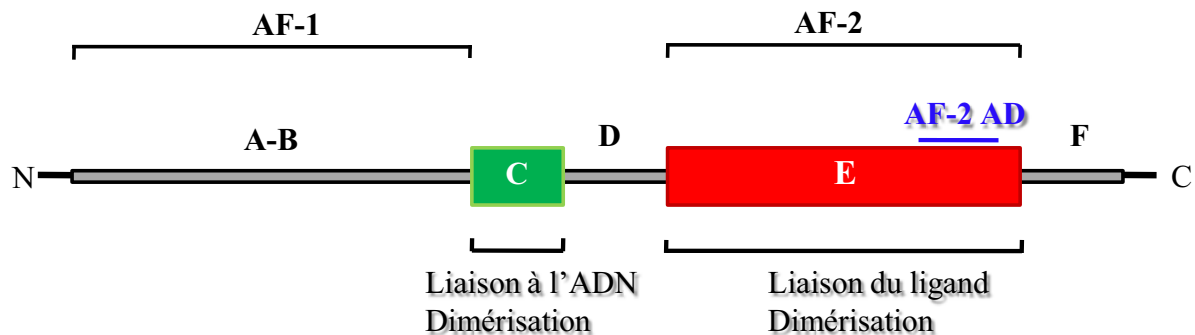 AF-1 AF-2
AF-2 AD
A-B D F
N C E C
Liaison à l’ADN
Dimérisation
Liaison du ligand
Dimérisation